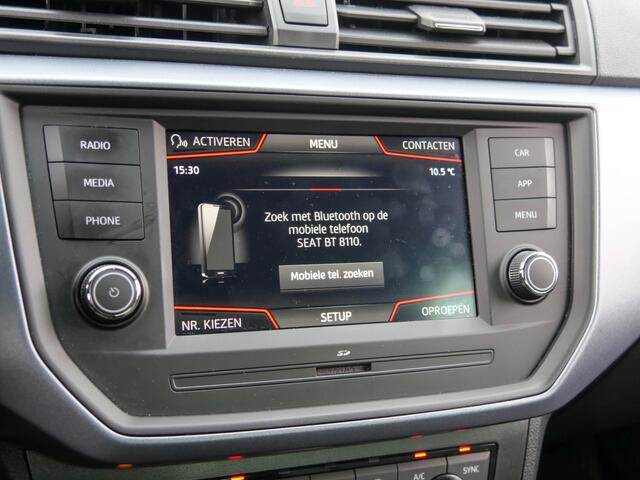 RADIO
MEDIA
PHONE
ACTIVEREN
MENU
CONTACTEN
15:30
10.5 °C
Zoek met Bluetooth op de
mobiele telefoon
SEAT BT 8110.
Mobiele tel. zoeken
NR. KIEZEN
SETUP
OPROEPEN
CAR
APP
MENU
SD
A/C
SYNC